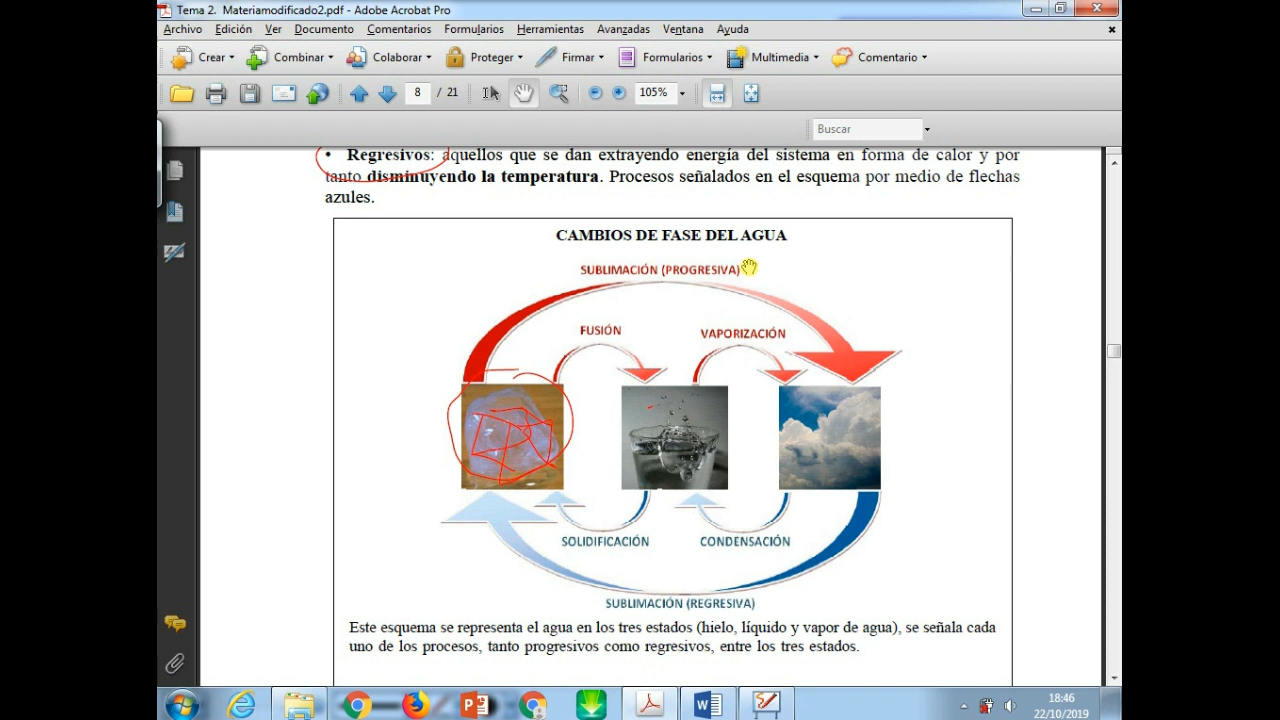 Tema 2. Materiamodificado2.pdf - Adobe Acrobat Pro
Archivo Edición Ver Documento Comentarios Formularios Herramientas Avanzadas Ventana Ayuda
Crear Combinar Colaborar Proteger Firmar Formularios Multimedia Comentario
8 / 21 105%
Buscar
• Regresivos: aquellos que se dan extrayendo energía del sistema en forma de calor y por
tanto disminuyendo la temperatura. Procesos señalados en el esquema por medio de flechas
azules.
CAMBIOS DE FASE DEL AGUA
SUBLIMACIÓN (PROGRESIVA)
FUSIÓN
VAPORIZACIÓN
SOLIDIFICACIÓN
CONDENSACIÓN
SUBLIMACIÓN (REGRESIVA)
Este esquema se representa el agua en los tres estados (hielo, líquido y vapor de agua), se señala cada
uno de los procesos, tanto progresivos como regresivos, entre los tres estados.
18:46
22/10/2019